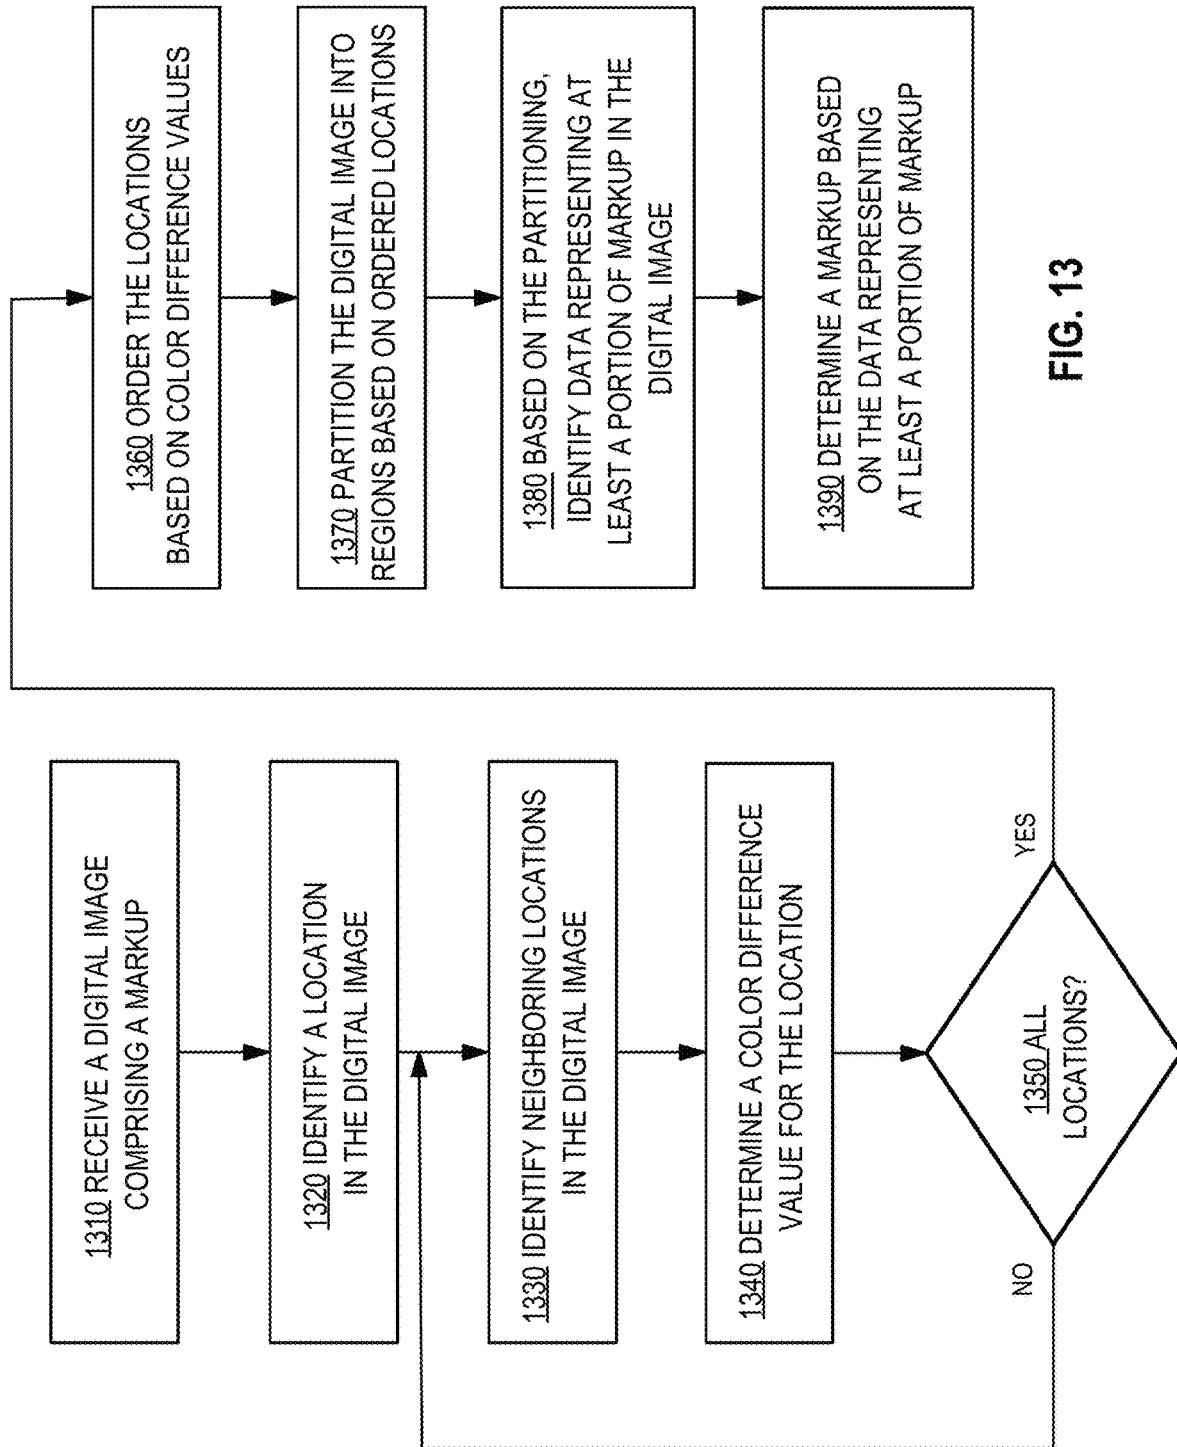 1310 RECEIVE A DIGITAL IMAGE
COMPRISING A MARKUP
1320 IDENTIFY A LOCATION
IN THE DIGITAL IMAGE
1330 IDENTIFY NEIGHBORING LOCATIONS
IN THE DIGITAL IMAGE
1340 DETERMINE A COLOR DIFFERENCE
VALUE FOR THE LOCATION
1350 ALL
LOCATIONS?
NO
YES
1360 ORDER THE LOCATIONS
BASED ON COLOR DIFFERENCE VALUES
1370 PARTITION THE DIGITAL IMAGE INTO
REGIONS BASED ON ORDERED LOCATIONS
1380 BASED ON THE PARTITIONING,
IDENTIFY DATA REPRESENTING AT
LEAST A PORTION OF MARKUP IN THE
DIGITAL IMAGE
1390 DETERMINE A MARKUP BASED
ON THE DATA REPRESENTING
AT LEAST A PORTION OF MARKUP
FIG. 13